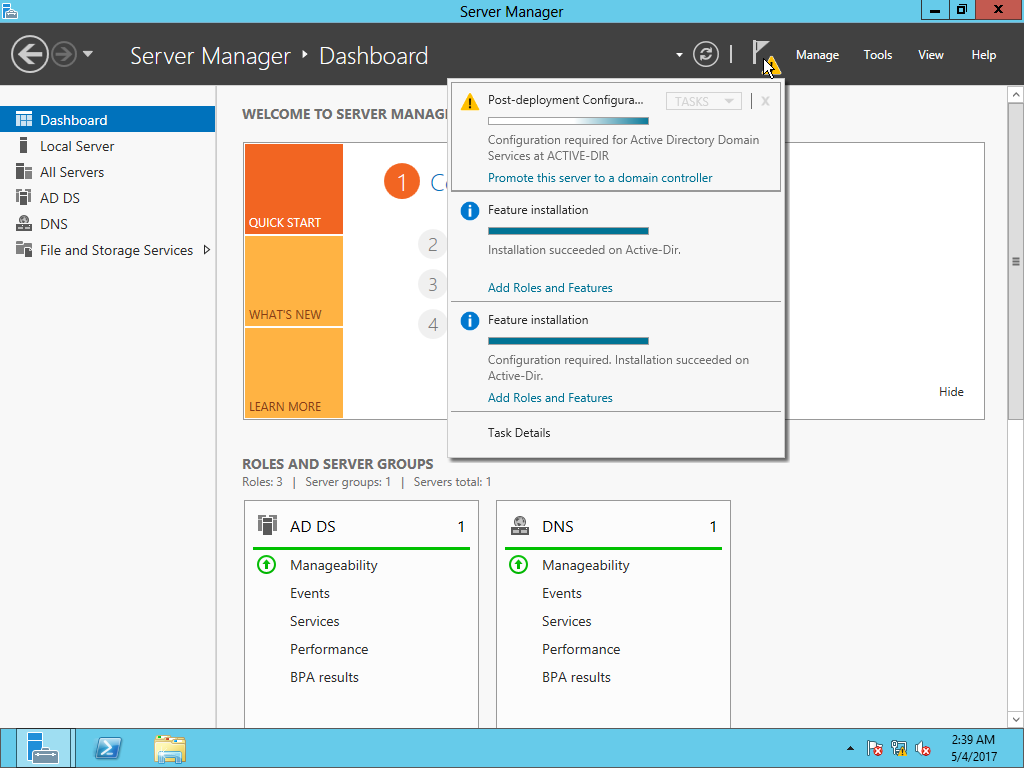 Server Manager
Server Manager ‣ Dashboard
Manage Tools View Help
Dashboard
Local Server
All Servers
AD DS
DNS
File and Storage Services
WELCOME TO SERVER MANAG
QUICK START
WHAT'S NEW
LEARN MORE
1
2
3
4
Hide
Post-deployment Configura... TASKS X
Configuration required for Active Directory Domain
Services at ACTIVE-DIR
Promote this server to a domain controller
Feature installation
Installation succeeded on Active-Dir.
Add Roles and Features
Feature installation
Configuration required. Installation succeeded on
Active-Dir.
Add Roles and Features
Task Details
ROLES AND SERVER GROUPS
Roles: 3 | Server groups: 1 | Servers total: 1
AD DS 1
Manageability
Events
Services
Performance
BPA results
DNS 1
Manageability
Events
Services
Performance
BPA results
2:39 AM
5/4/2017